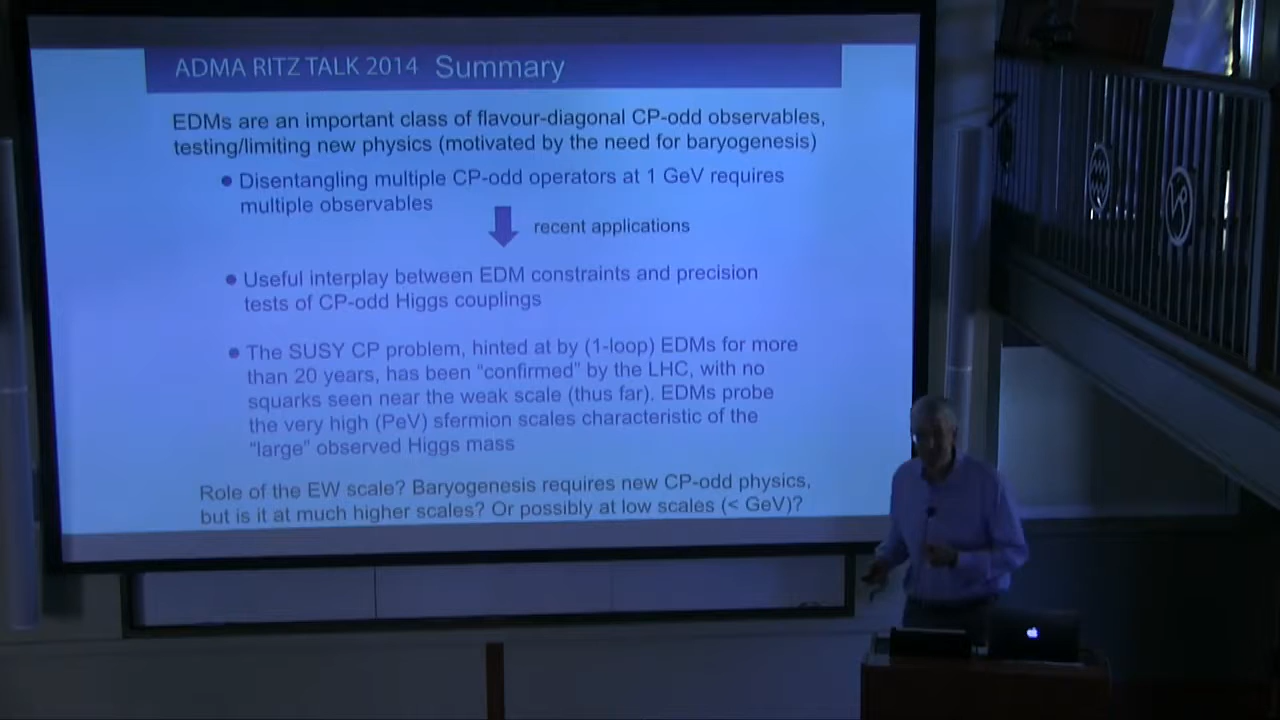 ADMA RITZ TALK 2014 Summary
EDMs are an important class of flavour-diagonal CP-odd observables,
testing/limiting new physics (motivated by the need for baryogenesis)
• Disentangling multiple CP-odd operators at 1 GeV requires
multiple observables
recent applications
• Useful interplay between EDM constraints and precision
tests of CP-odd Higgs couplings
• The SUSY CP problem, hinted at by (1-loop) EDMs for more
than 20 years, has been “confirmed” by the LHC, with no
squarks seen near the weak scale (thus far). EDMs probe
the very high (PeV) sfermion scales characteristic of the
“large” observed Higgs mass
Role of the EW scale? Baryogenesis requires new CP-odd physics,
but is it at much higher scales? Or possibly at low scales (< GeV)?